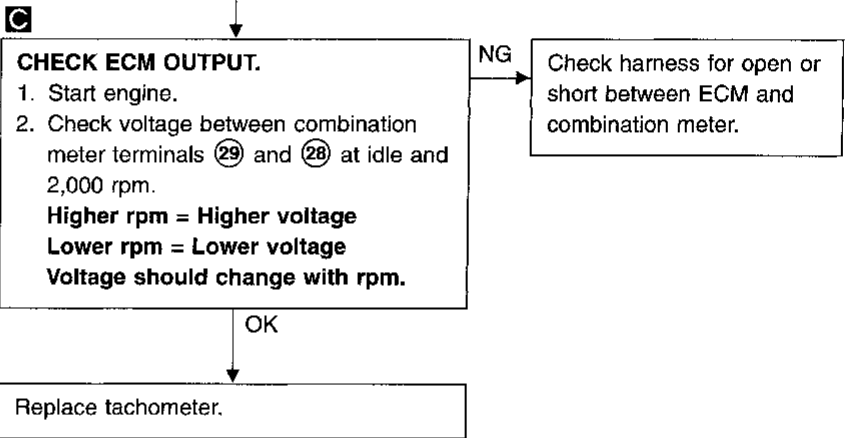 C
CHECK ECM OUTPUT.
1. Start engine.
2. Check voltage between combination
meter terminals 29 and 28 at idle and
2,000 rpm.
Higher rpm = Higher voltage
Lower rpm = Lower voltage
Voltage should change with rpm.
NG
Check harness for open or
short between ECM and
combination meter.
OK
Replace tachometer.